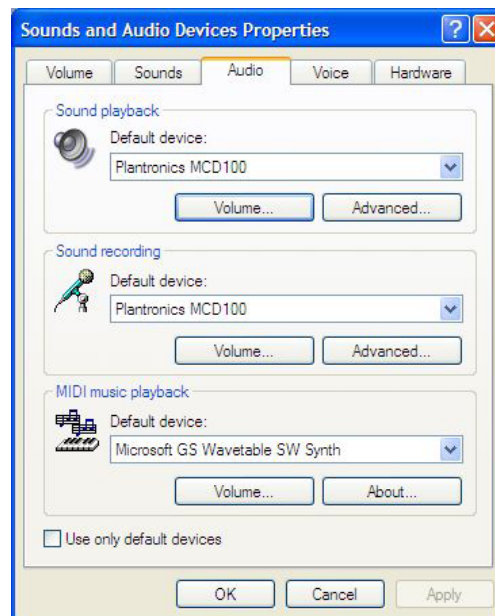 Sounds and Audio Devices Properties
Volume Sounds Audio Voice Hardware
Sound playback
Default device:
Plantronics MCD100
Volume... Advanced...
Sound recording
Default device:
Plantronics MCD100
Volume... Advanced...
MIDI music playback
Default device:
Microsoft GS Wavetable SW Synth
Volume... About...
Use only default devices
OK Cancel Apply